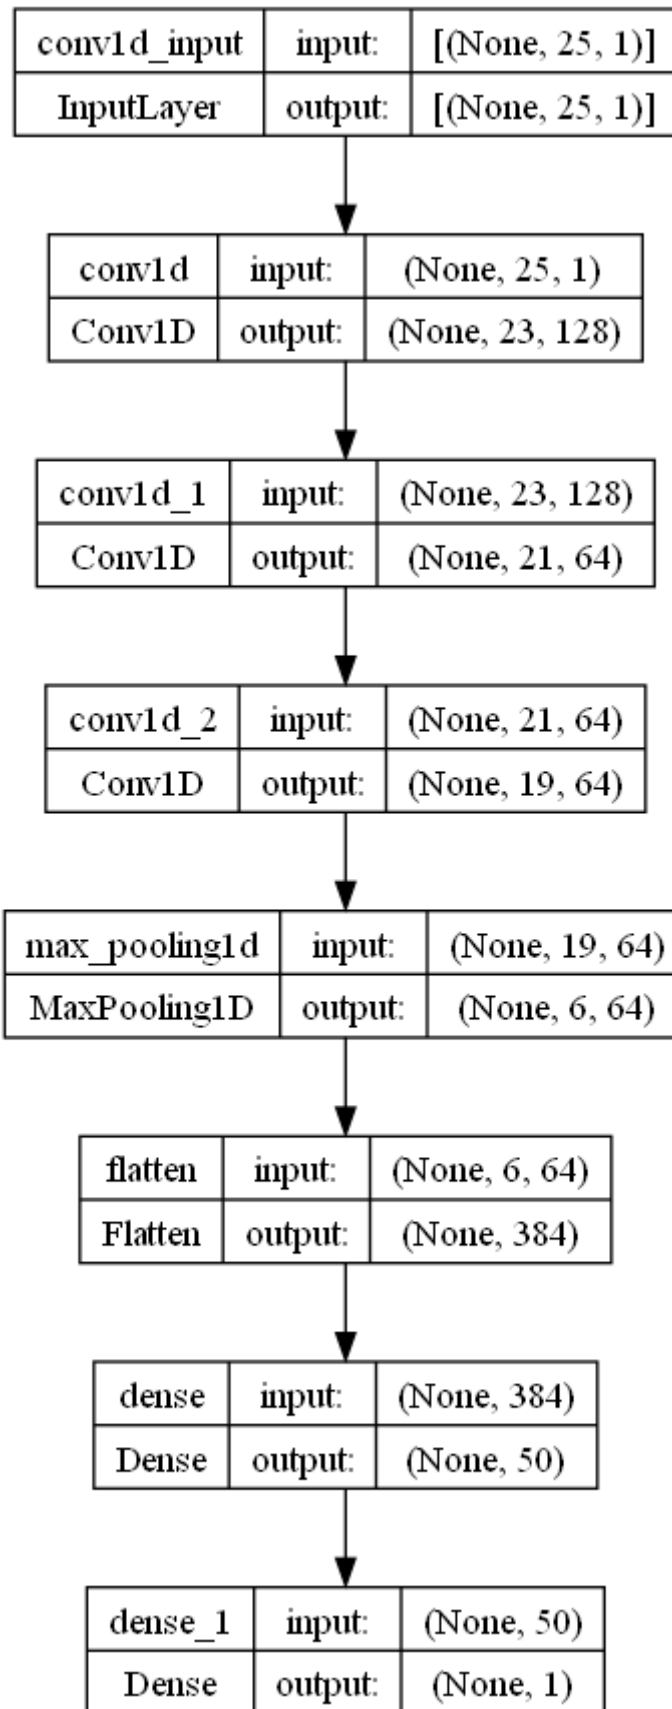 conv1d_input input: [(None, 25, 1)]
InputLayer output: [(None, 25, 1)]
conv1d input: (None, 25, 1)
Conv1D output: (None, 23, 128)
conv1d_1 input: (None, 23, 128)
Conv1D output: (None, 21, 64)
conv1d_2 input: (None, 21, 64)
Conv1D output: (None, 19, 64)
max_pooling1d input: (None, 19, 64)
MaxPooling1D output: (None, 6, 64)
flatten input: (None, 6, 64)
Flatten output: (None, 384)
dense input: (None, 384)
Dense output: (None, 50)
dense_1 input: (None, 50)
Dense output: (None, 1)